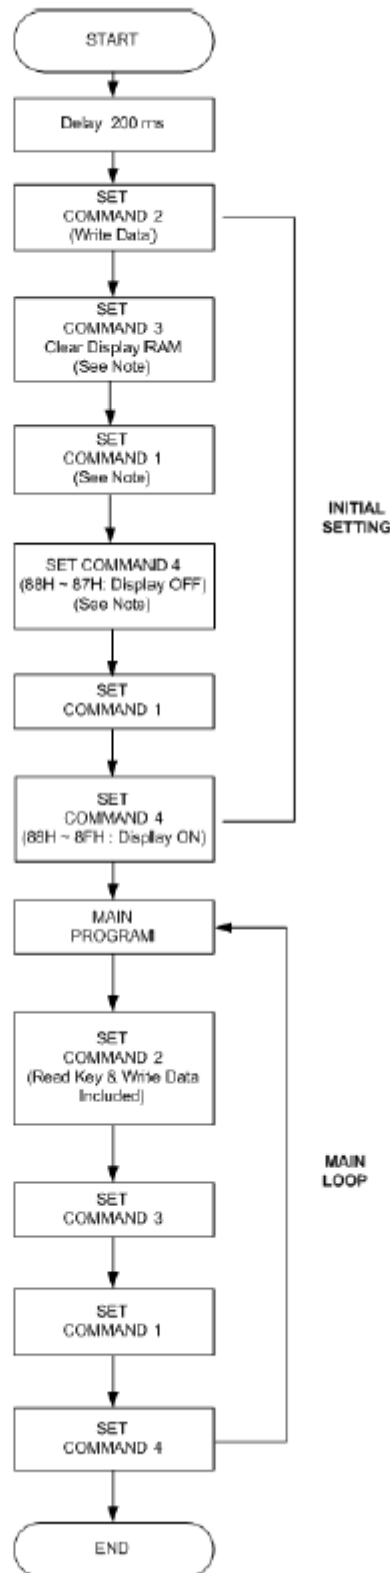 START
Delay 200 ms
SET
COMMAND 2
(Write Data)
SET
COMMAND 3
Clear Display RAM
(See Note)
SET
COMMAND 1
(See Note)
INITIAL
SETTING
SET COMMAND 4
(88H ~ 87H: Display OFF)
(See Note)
SET
COMMAND 1
SET
COMMAND 4
(88H ~ 8FH : Display ON)
MAIN
PROGRAM
SET
COMMAND 2
(Read Key & Write Data
Included)
MAIN
LOOP
SET
COMMAND 3
SET
COMMAND 1
SET
COMMAND 4
END